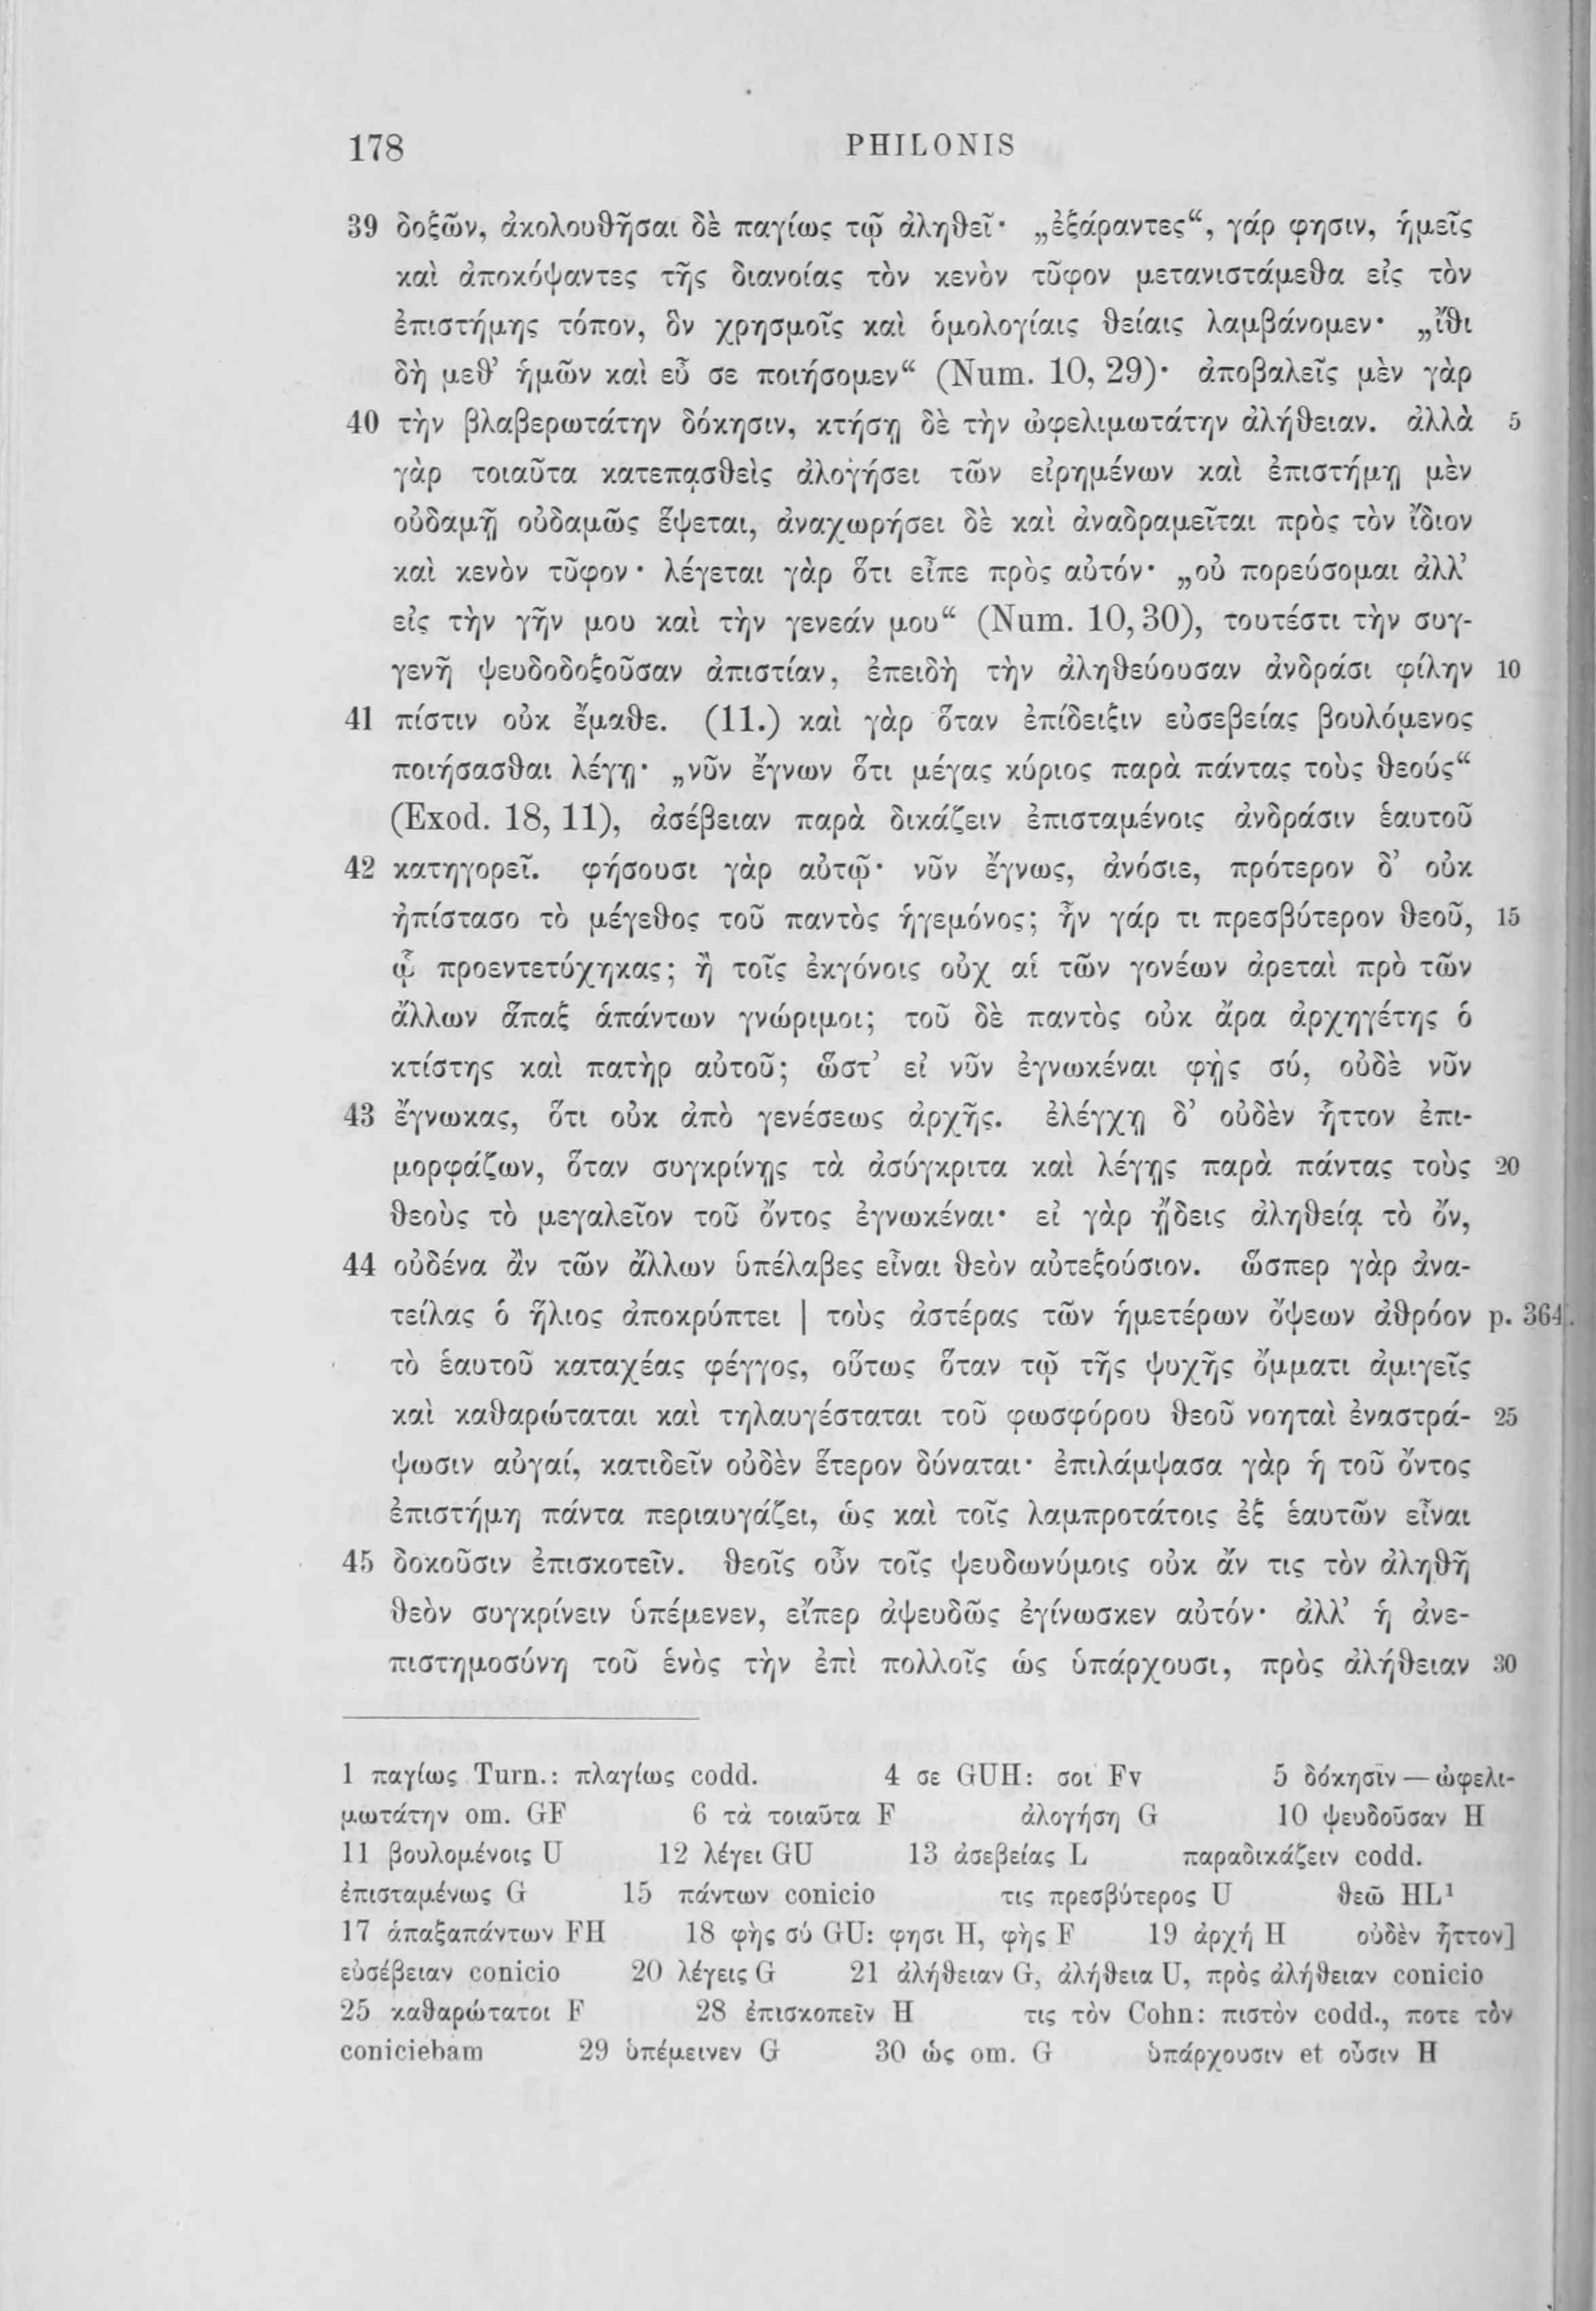 178 PHILONIS
39 δοξῶν, ἀκολουθῆσαι δὲ παγίως τῷ ἀληθεῖ· „ἐξάραντες“, γάρ φησιν, ἡμεῖς
καὶ ἀποκόψαντες τῆς διανοίας τὸν κενὸν τῦφον μετανιστάμεθα εἰς τὸν
ἐπιστήμης τόπον, ὃν χρησμοῖς καὶ ὁμολογίαις θείαις λαμβάνομεν· „ἴθι
δὴ μεθ’ ἡμῶν καὶ εὖ σε ποιήσομεν“ (Num. 10, 29)· ἀποβαλεῖς μὲν γὰρ
40 τὴν βλαβερωτάτην δόκησιν, κτήσῃ δὲ τὴν ὠφελιμωτάτην ἀλήθειαν. ἀλλὰ 5
γὰρ τοιαῦτα κατεπᾳσθεὶς ἀλογήσει τῶν εἰρημένων καὶ ἐπιστήμῃ μὲν
οὐδαμῇ οὐδαμῶς ἕψεται, ἀναχωρήσει δὲ καὶ ἀναδραμεῖται πρὸς τὸν ἴδιον
καὶ κενὸν τῦφον· λέγεται γὰρ ὅτι εἶπε πρὸς αὐτόν· „οὐ πορεύσομαι ἀλλ’
εἰς τὴν γῆν μου καὶ τὴν γενεάν μου“ (Num. 10, 30), τουτέστι τὴν συγ-
γενῆ ψευδοδοξοῦσαν ἀπιστίαν, ἐπειδὴ τὴν ἀληθεύουσαν ἀνδράσι φίλην 10
41 πίστιν οὐκ ἔμαθε. (11.) καὶ γὰρ ὅταν ἐπίδειξιν εὐσεβείας βουλόμενος
ποιήσασθαι λέγῃ· „νῦν ἔγνων ὅτι μέγας κύριος παρὰ πάντας τοὺς θεούς“
(Exod. 18, 11), ἀσέβειαν παρὰ δικάζειν ἐπισταμένοις ἀνδράσιν ἑαυτοῦ
42 κατηγορεῖ. φήσουσι γὰρ αὐτῷ· νῦν ἔγνως, ἀνόσιε, πρότερον δ’ οὐκ
ἠπίστασο τὸ μέγεθος τοῦ παντὸς ἡγεμόνος; ἦν γάρ τι πρεσβύτερον θεοῦ, 15
ᾧ προεντετύχηκας; ἢ τοῖς ἐκγόνοις οὐχ αἱ τῶν γονέων ἀρεταὶ πρὸ τῶν
ἄλλων ἅπαξ ἁπάντων γνώριμοι; τοῦ δὲ παντὸς οὐκ ἄρα ἀρχηγέτης ὁ
κτίστης καὶ πατὴρ αὐτοῦ; ὥστ’ εἰ νῦν ἐγνωκέναι φῂς σύ, οὐδὲ νῦν
43 ἔγνωκας, ὅτι οὐκ ἀπὸ γενέσεως ἀρχῆς. ἐλέγχῃ δ’ οὐδὲν ἧττον ἐπι-
μορφάζων, ὅταν συγκρίνῃς τὰ ἀσύγκριτα καὶ λέγῃς παρὰ πάντας τοὺς 20
θεοὺς τὸ μεγαλεῖον τοῦ ὄντος ἐγνωκέναι· εἰ γὰρ ᾔδεις ἀληθείᾳ τὸ ὄν,
44 οὐδένα ἂν τῶν ἄλλων ὑπέλαβες εἶναι θεὸν αὐτεξούσιον. ὥσπερ γὰρ ἀνα-
τείλας ὁ ἥλιος ἀποκρύπτει | τοὺς ἀστέρας τῶν ἡμετέρων ὄψεων ἀθρόον p. 364.
τὸ ἑαυτοῦ καταχέας φέγγος, οὕτως ὅταν τῷ τῆς ψυχῆς ὄμματι ἀμιγεῖς
καὶ καθαρώταται καὶ τηλαυγέσταται τοῦ φωσφόρου θεοῦ νοηταὶ ἐναστρά- 25
ψωσιν αὐγαί, κατιδεῖν οὐδὲν ἕτερον δύναται· ἐπιλάμψασα γὰρ ἡ τοῦ ὄντος
ἐπιστήμη πάντα περιαυγάζει, ὡς καὶ τοῖς λαμπροτάτοις ἐξ ἑαυτῶν εἶναι
45 δοκοῦσιν ἐπισκοτεῖν. θεοῖς οὖν τοῖς ψευδωνύμοις οὐκ ἄν τις τὸν ἀληθῆ
θεὸν συγκρίνειν ὑπέμενεν, εἴπερ ἀψευδῶς ἐγίνωσκεν αὐτόν· ἀλλ’ ἡ ἀνε-
πιστημοσύνη τοῦ ἑνὸς τὴν ἐπὶ πολλοῖς ὡς ὑπάρχουσι, πρὸς ἀλήθειαν 30
1 παγίως Turn.: πλαγίως codd. 4 σε GUH: σοι Fv 5 δόκησιν — ὠφελι-
μωτάτην om. GF 6 τὰ τοιαῦτα F ἀλογήση G 10 ψευδοῦσαν H
11 βουλομένοις U 12 λέγει GU 13 ἀσεβείας L παραδικάζειν codd.
ἐπισταμένως G 15 πάντων conicio τις πρεσβύτερος U θεῶ HL¹
17 ἁπαξαπάντων FH 18 φὴς σύ GU: φησι H, φὴς F 19 ἀρχή H οὐδὲν ἧττον]
εὐσέβειαν conicio 20 λέγεις G 21 ἀλήθειαν G, ἀλήθεια U, πρὸς ἀλήθειαν conicio
25 καθαρώτατοι F 28 ἐπισκοπεῖν H τις τὸν Cohn: πιστὸν codd., ποτε τὸν
coniciebam 29 ὑπέμεινεν G 30 ὡς om. G ὑπάρχουσιν et οὖσιν H